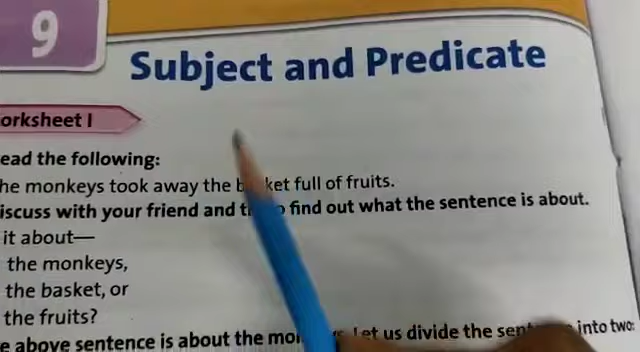 9
Subject and Predicate
orksheet I
ead the following:
he monkeys took away the b ket full of fruits.
iscuss with your friend and t o find out what the sentence is about.
it about—
the monkeys,
the basket, or
the fruits?
e above sentence is about the mo Let us divide the sent into two: